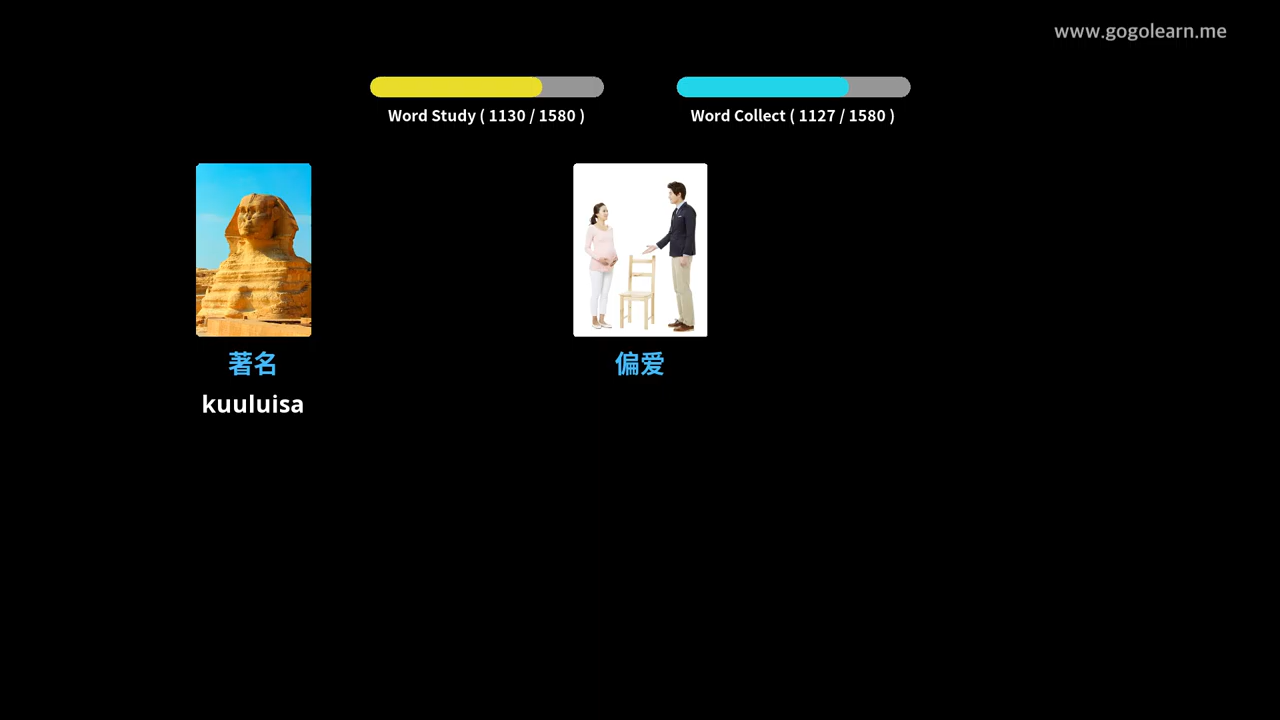 www.gogolearn.me
Word Study ( 1130 / 1580 )
Word Collect ( 1127 / 1580 )
著名
偏爱
kuuluisa